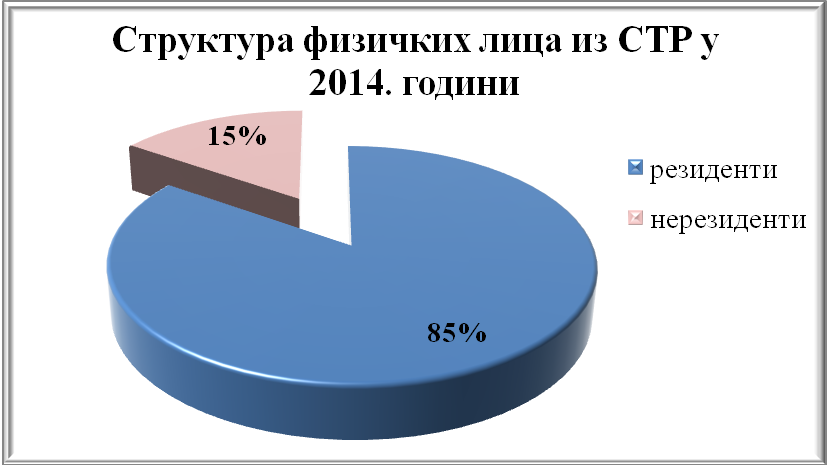 Структура физичких лица из СТР у
2014. години
15%
резиденти
нерезиденти
85%